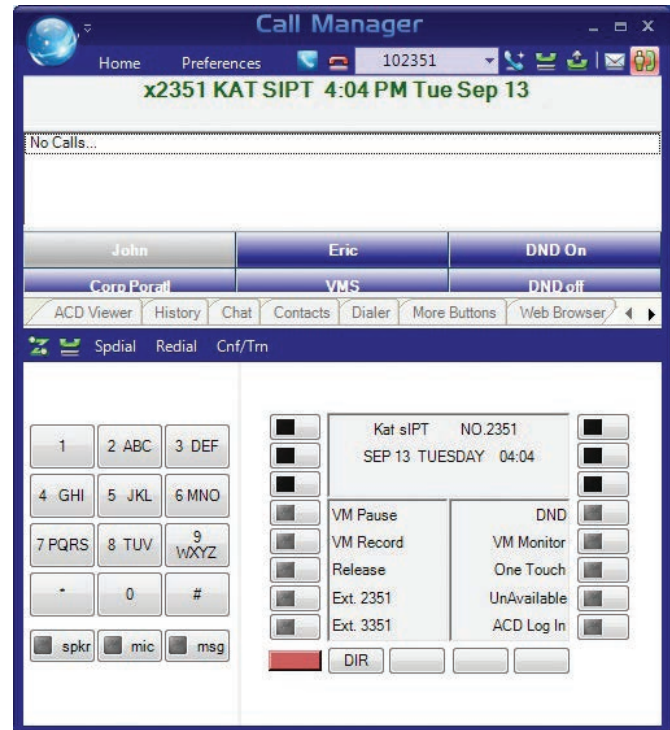 Call Manager
Home Preferences 102351
x2351 KAT SIPT 4:04 PM Tue Sep 13
No Calls...
John Eric DND On
Corp Poratl VMS DND off
ACD Viewer History Chat Contacts Dialer More Buttons Web Browser
Spdial Redial Cnf/Trn
Kat sIPT NO.2351
1 2 ABC 3 DEF
SEP 13 TUESDAY 04:04
4 GHI 5 JKL 6 MNO
VM Pause DND
7 PQRS 8 TUV 9 WXYZ
VM Record VM Monitor
Release One Touch
* 0 #
Ext. 2351 UnAvailable
Ext. 3351 ACD Log In
spkr mic msg
DIR